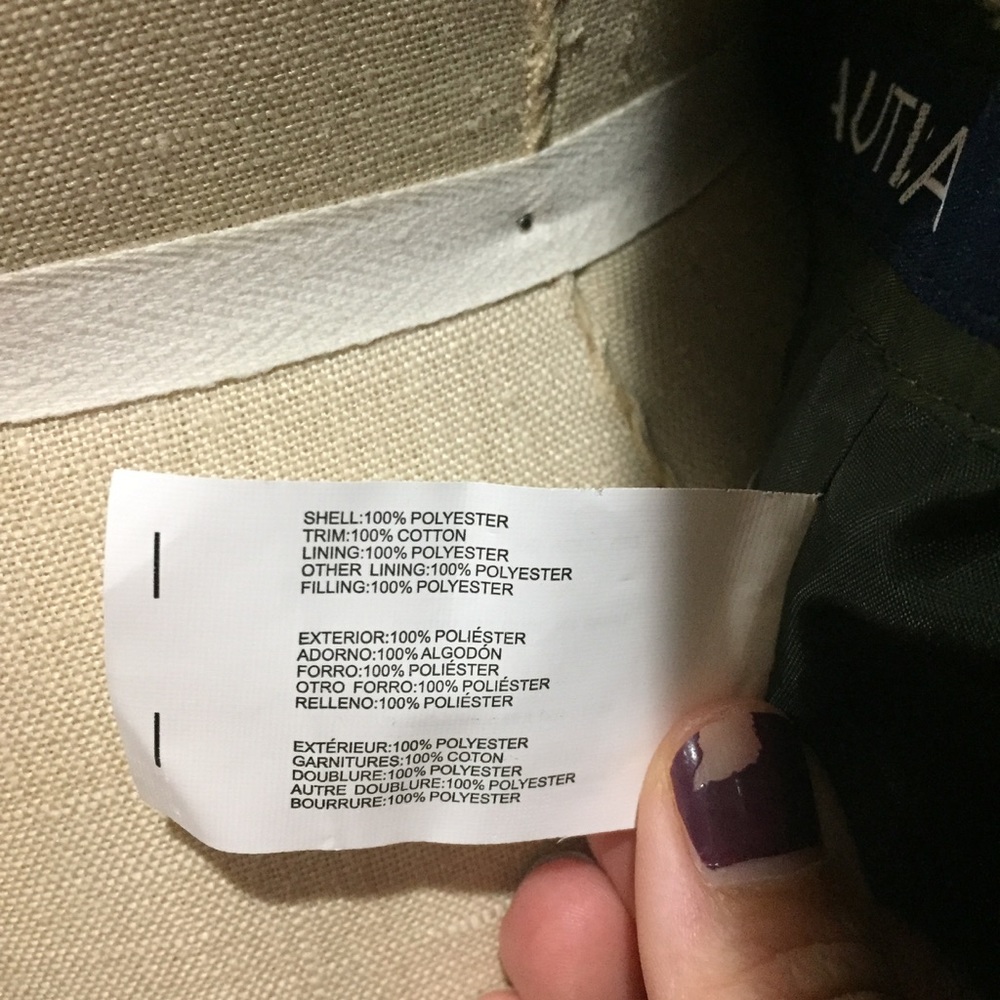 AUTICA
SHELL:100% POLYESTER
TRIM:100% COTTON
LINING:100% POLYESTER
OTHER LINING:100% POLYESTER
FILLING:100% POLYESTER
EXTERIOR:100% POLIÉSTER
ADORNO:100% ALGODÓN
FORRO:100% POLIÉSTER
OTRO FORRO:100% POLIÉSTER
RELLENO:100% POLIÉSTER
EXTÉRIEUR:100% POLYESTER
GARNITURES:100% COTON
DOUBLURE:100% POLYESTER
AUTRE DOUBLURE:100% POLYESTER
BOURRURE:100% POLYESTER